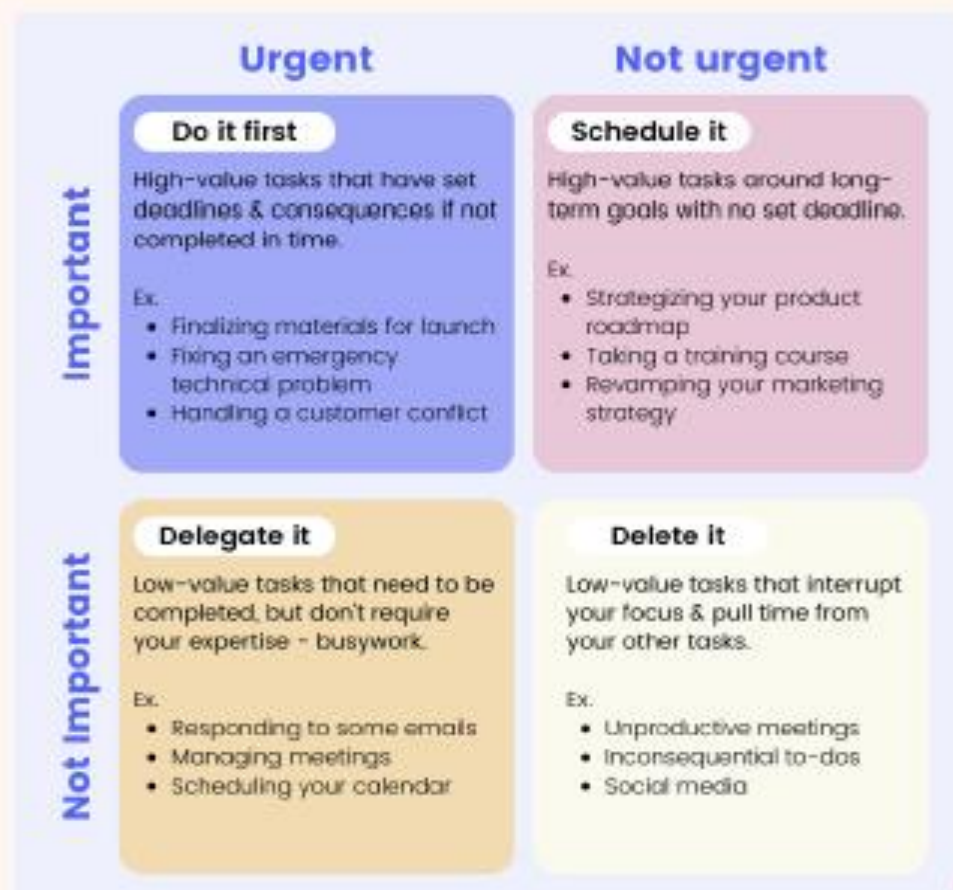 Urgent
Not urgent
Important
Do it first
High-value tasks that have set
deadlines & consequences if not
completed in time.
Ex.
• Finalizing materials for launch
• Fixing an emergency
technical problem
• Handling a customer conflict
Schedule it
High-value tasks around long-
term goals with no set deadline.
Ex.
• Strategizing your product
roadmap
• Taking a training course
• Revamping your marketing
strategy
Not Important
Delegate it
Low-value tasks that need to be
completed, but don't require
your expertise - busywork.
Ex.
• Responding to some emails
• Managing meetings
• Scheduling your calendar
Delete it
Low-value tasks that interrupt
your focus & pull time from
your other tasks.
Ex.
• Unproductive meetings
• Inconsequential to-dos
• Social media